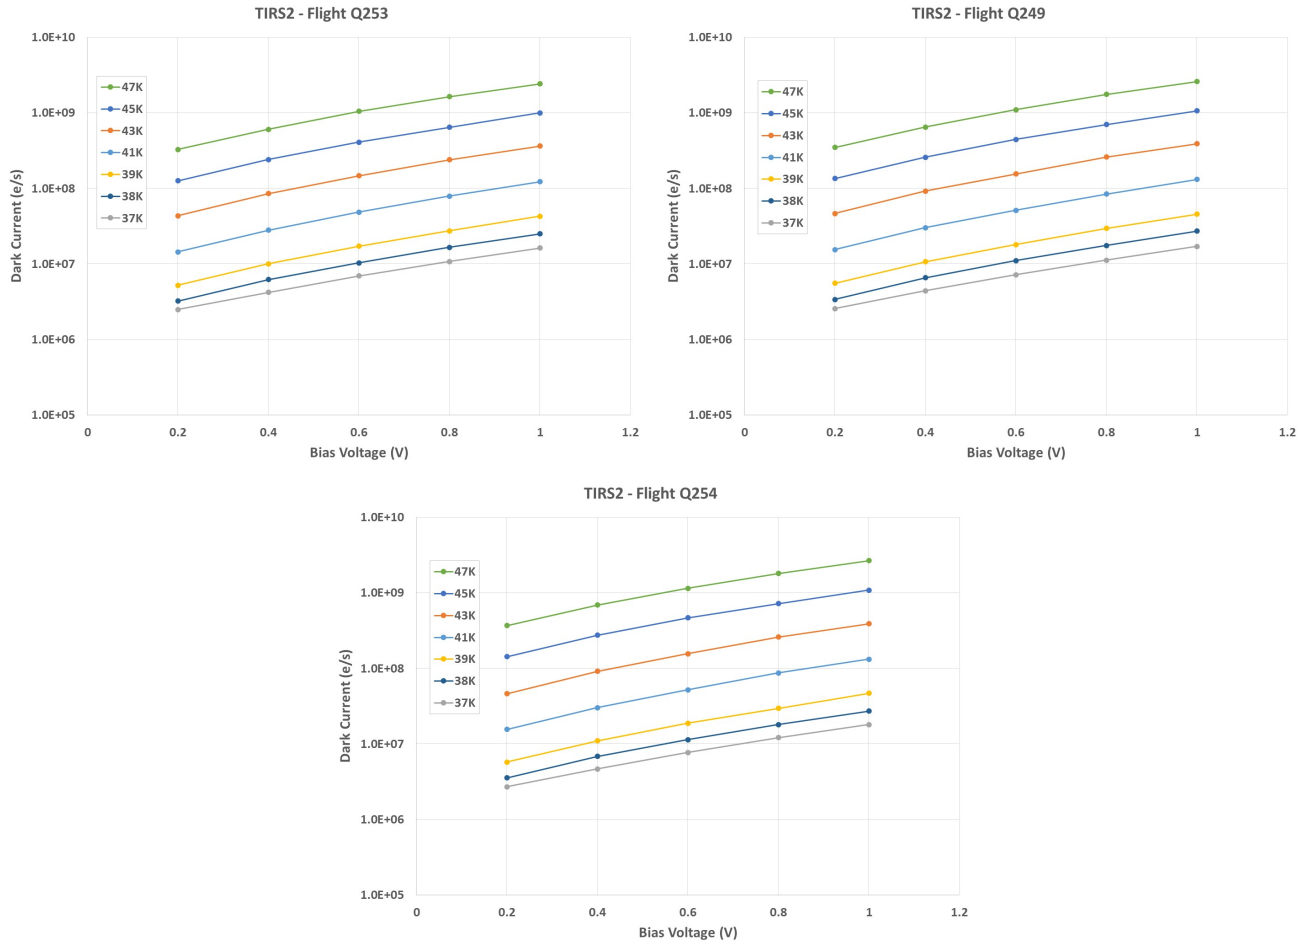 TIRS2 - Flight Q253
1.0E+10
1.0E+09
1.0E+08
1.0E+07
1.0E+06
1.0E+05
Dark Current (e/s)
47K
45K
43K
41K
39K
38K
37K
0 0.2 0.4 0.6 0.8 1 1.2
Bias Voltage (V)
TIRS2 - Flight Q249
1.0E+10
1.0E+09
1.0E+08
1.0E+07
1.0E+06
1.0E+05
Dark Current (e/s)
47K
45K
43K
41K
39K
38K
37K
0 0.2 0.4 0.6 0.8 1 1.2
Bias Voltage (V)
TIRS2 - Flight Q254
1.0E+10
1.0E+09
1.0E+08
1.0E+07
1.0E+06
1.0E+05
Dark Current (e/s)
47K
45K
43K
41K
39K
38K
37K
0 0.2 0.4 0.6 0.8 1 1.2
Bias Voltage (V)